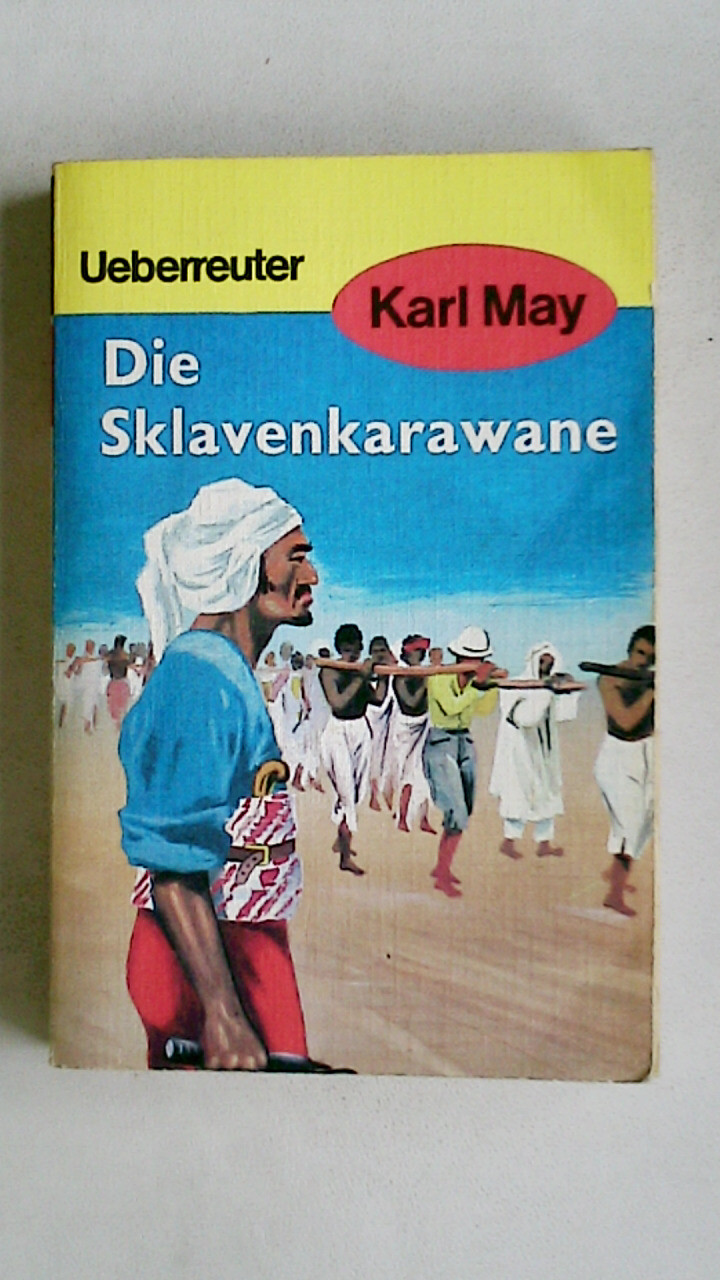 Ueberreuter
Karl May
Die
Sklavenkarawane